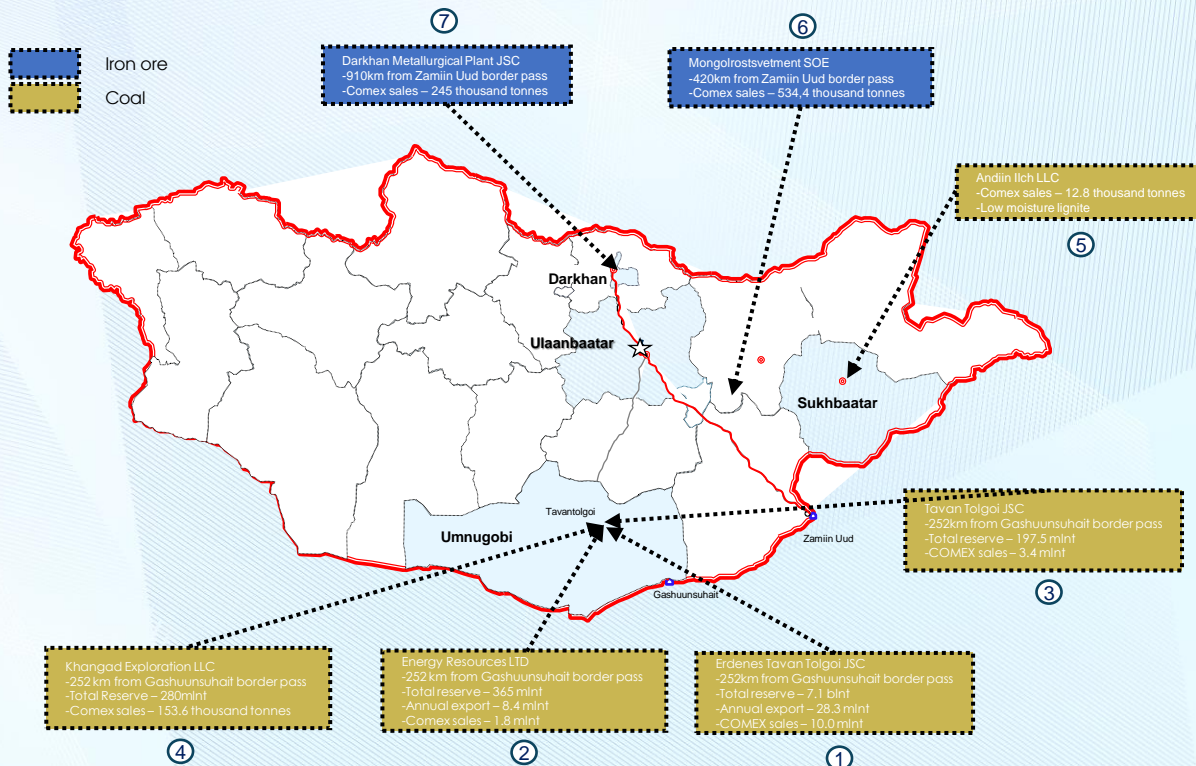 ⑦
⑥
Iron ore
Coal
Darkhan Metallurgical Plant JSC
-910km from Zamiin Uud border pass
-Comex sales – 245 thousand tonnes
Mongolrostsvetment SOE
-420km from Zamiin Uud border pass
-Comex sales – 534,4 thousand tonnes
Andiin Ilch LLC
-Comex sales – 12.8 thousand tonnes
-Low moisture lignite
⑤
Darkhan
Ulaanbaatar
Sukhbaatar
Tavantolgoi
Umnugobi
Zamiin Uud
Gashuunsuhait
Tavan Tolgoi JSC
-252km from Gashuunsuhait border pass
-Total reserve – 197.5 mlnt
-COMEX sales – 3.4 mlnt
③
Khangad Exploration LLC
-252km from Gashuunsuhait border pass
-Total Reserve – 280mlnt
-Comex sales – 153.6 thousand tonnes
④
Energy Resources LTD
-252km from Gashuunsuhait border pass
-Total reserve – 365 mlnt
-Annual export – 8.4 mlnt
-Comex sales – 1.8 mlnt
②
Erdenes Tavan Tolgoi JSC
-252km from Gashuunsuhait border pass
-Total reserve – 7.1 blnt
-Annual export – 28.3 mlnt
-COMEX sales – 10.0 mlnt
①